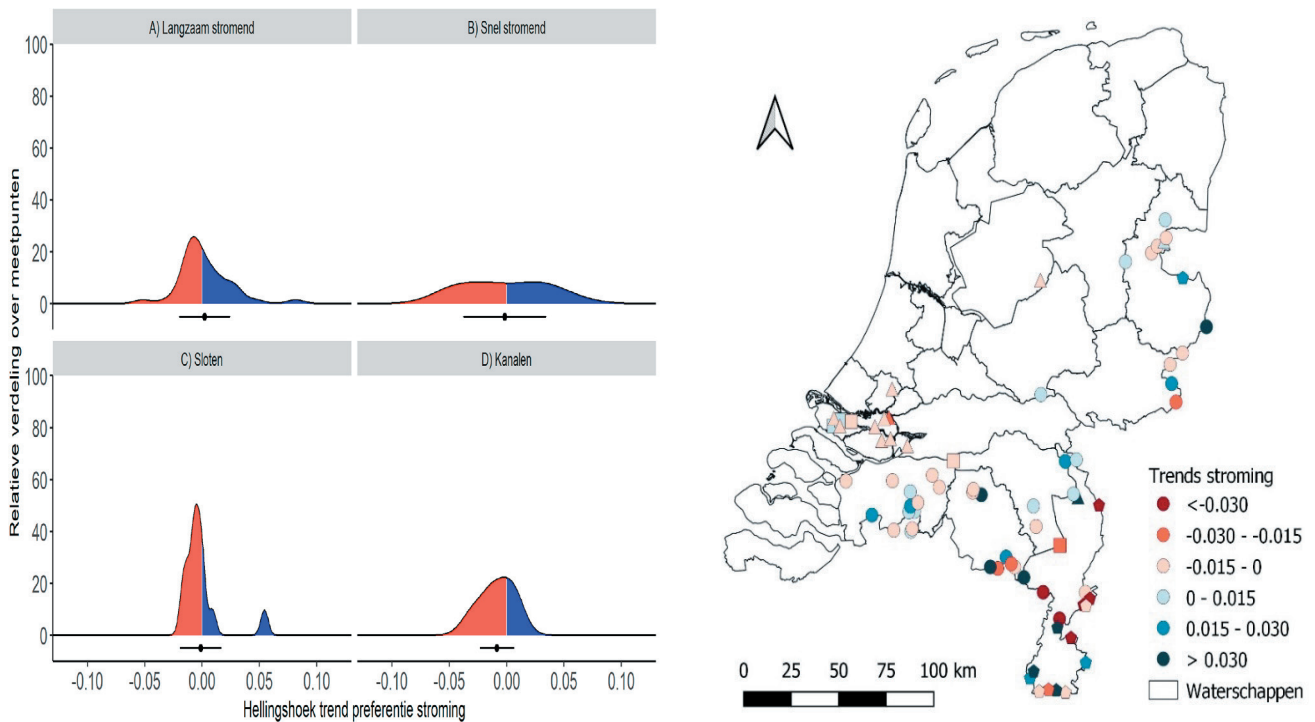 A) Langzaam stromend
B) Snel stromend
100
80
60
40
20
0
C) Sloten
D) Kanalen
100
80
60
40
20
0
-0.10 -0.05 0.00 0.05 0.10
-0.10 -0.05 0.00 0.05 0.10
Hellingshoek trend preferentie stroming
Relatieve verdeling over meetpunten
0 25 50 75 100 km
Trends stroming
<-0.030
-0.030 - -0.015
-0.015 - 0
0 - 0.015
0.015 - 0.030
> 0.030
Waterschappen